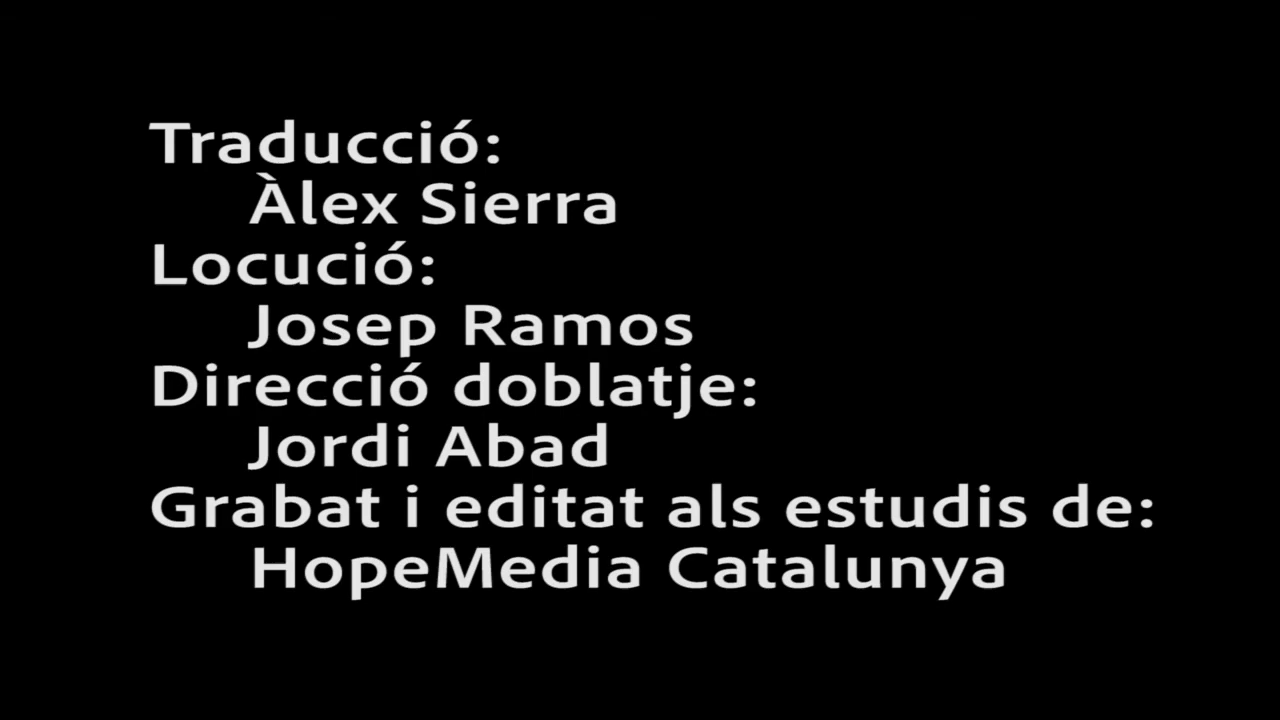 Traducció:
Àlex Sierra
Locució:
Josep Ramos
Direcció doblatje:
Jordi Abad
Grabat i editat als estudis de:
HopeMedia Catalunya